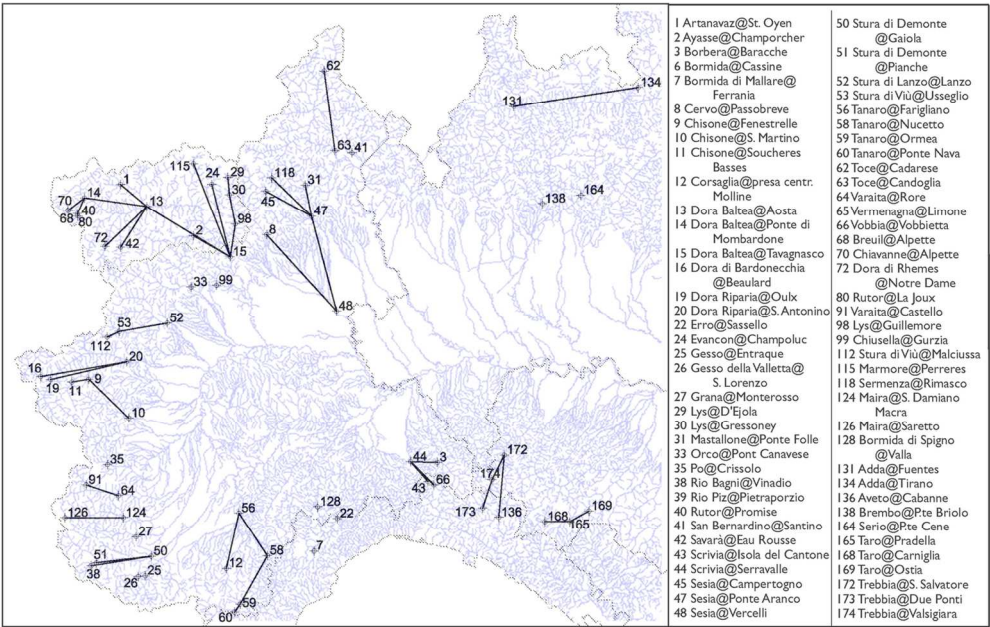 62
134
131
63
41
115
24
29
118
31
1
30
45
14
13
47
138
164
70
40
68
80
98
8
72
42
2
15
33
99
48
53
52
112
20
16
19
11
9
10
172
44
3
35
174
91
66
43
64
128
169
126
124
56
173
136
168
165
22
27
51
50
58
7
38
12
26
25
59
60
1 Artanavaz@St. Oyen
2 Ayasse@Champorcher
3 Borbera@Baracche
6 Bormida@Cassine
7 Bormida di Mallare@
Ferrania
8 Cervo@Passobreve
9 Chisone@Fenestrelle
10 Chisone@S. Martino
11 Chisone@Soucheres
Basses
12 Corsaglia@presa centr.
Molline
13 Dora Baltea@Aosta
14 Dora Baltea@Ponte di
Mombardone
15 Dora Baltea@Tavagnasco
16 Dora di Bardonecchia
@Beaulard
19 Dora Riparia@Oulx
20 Dora Riparia@S. Antonino
22 Erro@Sassello
24 Evancon@Champoluc
25 Gesso@Entraque
26 Gesso della Valletta@
S. Lorenzo
27 Grana@Monterosso
29 Lys@D'Ejola
30 Lys@Gressoney
31 Mastallone@Ponte Folle
33 Orco@Pont Canavese
35 Po@Crissolo
38 Rio Bagni@Vinadio
39 Rio Piz@Pietraporzio
40 Rutor@Promise
41 San Bernardino@Santino
42 Savarà@Eau Rousse
43 Scrivia@Isola del Cantone
44 Scrivia@Serravalle
45 Sesia@Campertogno
47 Sesia@Ponte Aranco
48 Sesia@Vercelli
50 Stura di Demonte
@Gaiola
51 Stura di Demonte
@Pianche
52 Stura di Lanzo@Lanzo
53 Stura di Viù@Usseglio
56 Tanaro@Farigliano
58 Tanaro@Nucetto
59 Tanaro@Ormea
60 Tanaro@Ponte Nava
62 Toce@Cadarese
63 Toce@Candoglia
64 Varaita@Rore
65 Vermenagna@Limone
66 Vobbia@Vobbietta
68 Breuil@Alpette
70 Chiavanne@Alpette
72 Dora di Rhemes
@Notre Dame
80 Rutor@La Joux
91 Varaita@Castello
98 Lys@Guillemore
99 Chiusella@Gurzia
112 Stura di Viù@Malciussa
115 Marmore@Perreres
118 Sermenza@Rimasco
124 Maira@S. Damiano
Macra
126 Maira@Saretto
128 Bormida di Spigno
@Valla
131 Adda@Fuentes
134 Adda@Tirano
136 Aveto@Cabanne
138 Brembo@P.te Briolo
164 Serio@P.te Cene
165 Taro@Pradella
168 Taro@Carniglia
169 Taro@Ostia
172 Trebbia@S. Salvatore
173 Trebbia@Due Ponti
174 Trebbia@Valsigiara